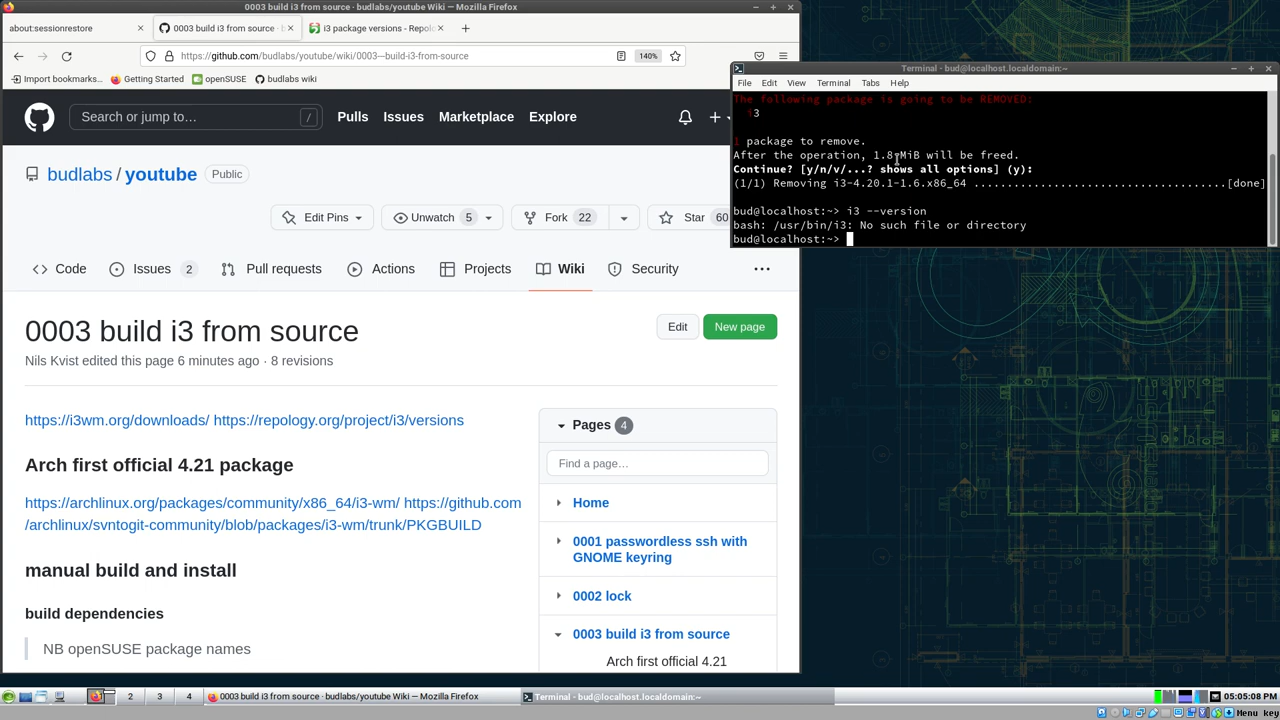 0003 build i3 from source · budlabs/youtube Wiki — Mozilla Firefox
about:sessionrestore
0003 build i3 from source · b
i3 package versions - Repolo
https://github.com/budlabs/youtube/wiki/0003---build-i3-from-source
140%
Import bookmarks…
Getting Started
openSUSE
budlabs wiki
Search or jump to…
/
Pulls
Issues
Marketplace
Explore
budlabs / youtube
Public
Edit Pins
Unwatch 5
Fork 22
Star 60
Code
Issues 2
Pull requests
Actions
Projects
Wiki
Security
0003 build i3 from source
Edit
New page
Nils Kvist edited this page 6 minutes ago · 8 revisions
https://i3wm.org/downloads/ https://repology.org/project/i3/versions
Arch first official 4.21 package
https://archlinux.org/packages/community/x86_64/i3-wm/ https://github.com
/archlinux/svntogit-community/blob/packages/i3-wm/trunk/PKGBUILD
manual build and install
build dependencies
NB openSUSE package names
Pages 4
Find a page…
Home
0001 passwordless ssh with
GNOME keyring
0002 lock
0003 build i3 from source
Arch first official 4.21
Terminal - bud@localhost.localdomain:~
File Edit View Terminal Tabs Help
The following package is going to be REMOVED:
i3
1 package to remove.
After the operation, 1.8 MiB will be freed.
Continue? [y/n/v/...? shows all options] (y):
(1/1) Removing i3-4.20.1-1.6.x86_64 ......................................[done]
bud@localhost:~> i3 --version
bash: /usr/bin/i3: No such file or directory
bud@localhost:~>
2
3
4
0003 build i3 from source · budlabs/youtube Wiki — Mozilla Firefox
Terminal - bud@localhost.localdomain:~
05:05:08 PM
Menu key